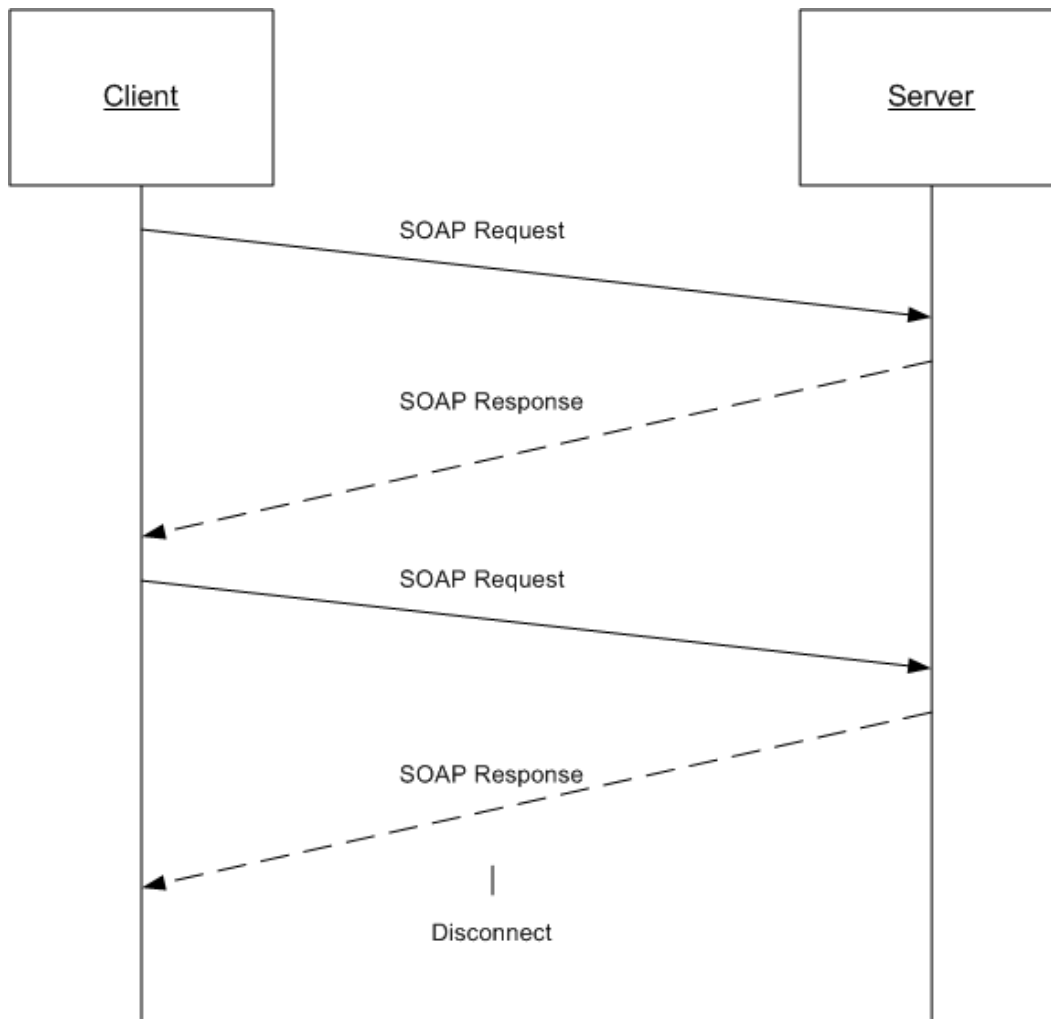 Client
Server
SOAP Request
SOAP Response
SOAP Request
SOAP Response
Disconnect